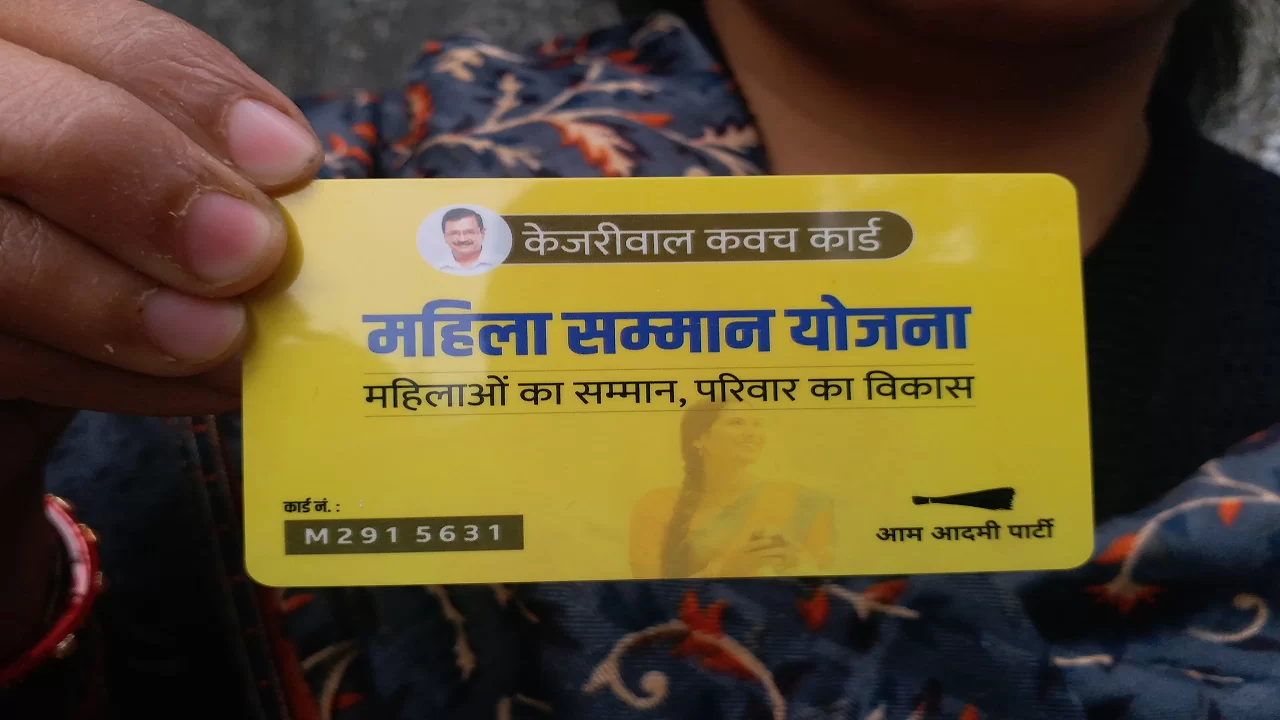 केजरीवाल कवच कार्ड
महिला सम्मान योजना
महिलाओं का सम्मान, परिवार का विकास
कार्ड नं. :
M291 5631
आम आदमी पार्टी